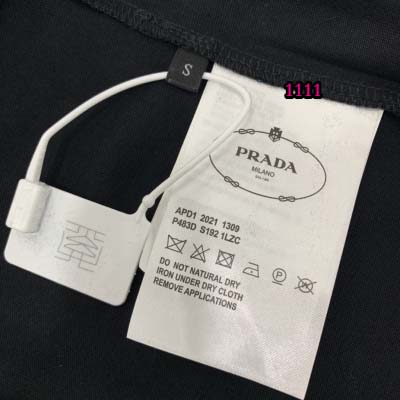 S
1111
PRADA
MILANO
APD1 2021 1309
P483D S192 1LZC
DO NOT NATURAL DRY
IRON UNDER DRY CLOTH
REMOVE APPLICATIONS